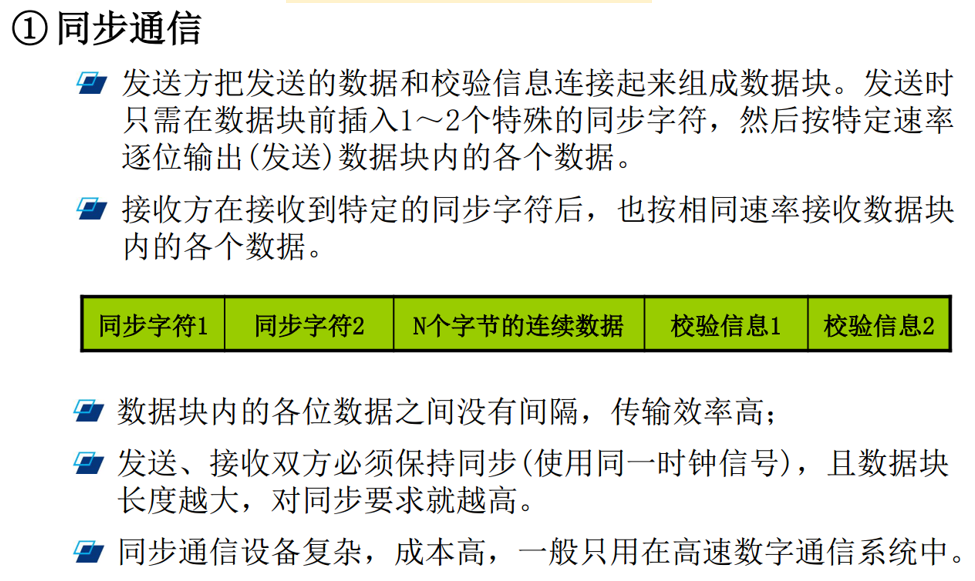 ①同步通信
发送方把发送的数据和校验信息连接起来组成数据块。发送时
只需在数据块前插入1～2个特殊的同步字符，然后按特定速率
逐位输出(发送)数据块内的各个数据。
接收方在接收到特定的同步字符后，也按相同速率接收数据块
内的各个数据。
同步字符1 同步字符2 N个字节的连续数据 校验信息1 校验信息2
数据块内的各位数据之间没有间隔，传输效率高；
发送、接收双方必须保持同步(使用同一时钟信号)，且数据块
长度越大，对同步要求就越高。
同步通信设备复杂，成本高，一般只用在高速数字通信系统中。